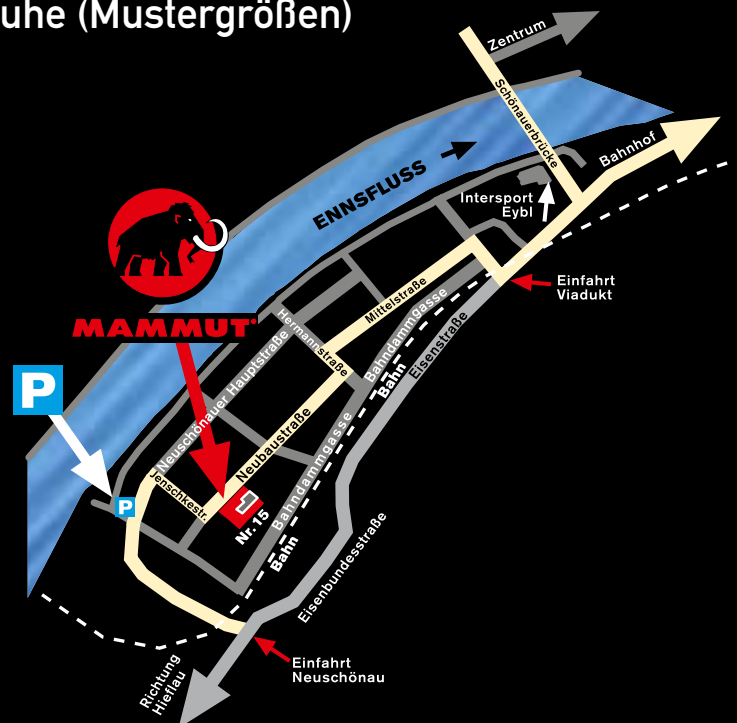 uhe (Mustergrößen)
Zentrum
Schönauerbrücke
Bahnhof
ENNSFLUSS
Intersport
Eybl
Einfahrt
Viadukt
Mittelstraße
Hermannstraße
Bahndammgasse
Bahn
Eisenstraße
MAMMUT
P
Neuschönauer Hauptstraße
Neubaustraße
Jenschkestr.
P
Nr. 15
Bahndammgasse
Bahn
Eisenbundesstraße
Einfahrt
Neuschönau
Richtung
Hieflau